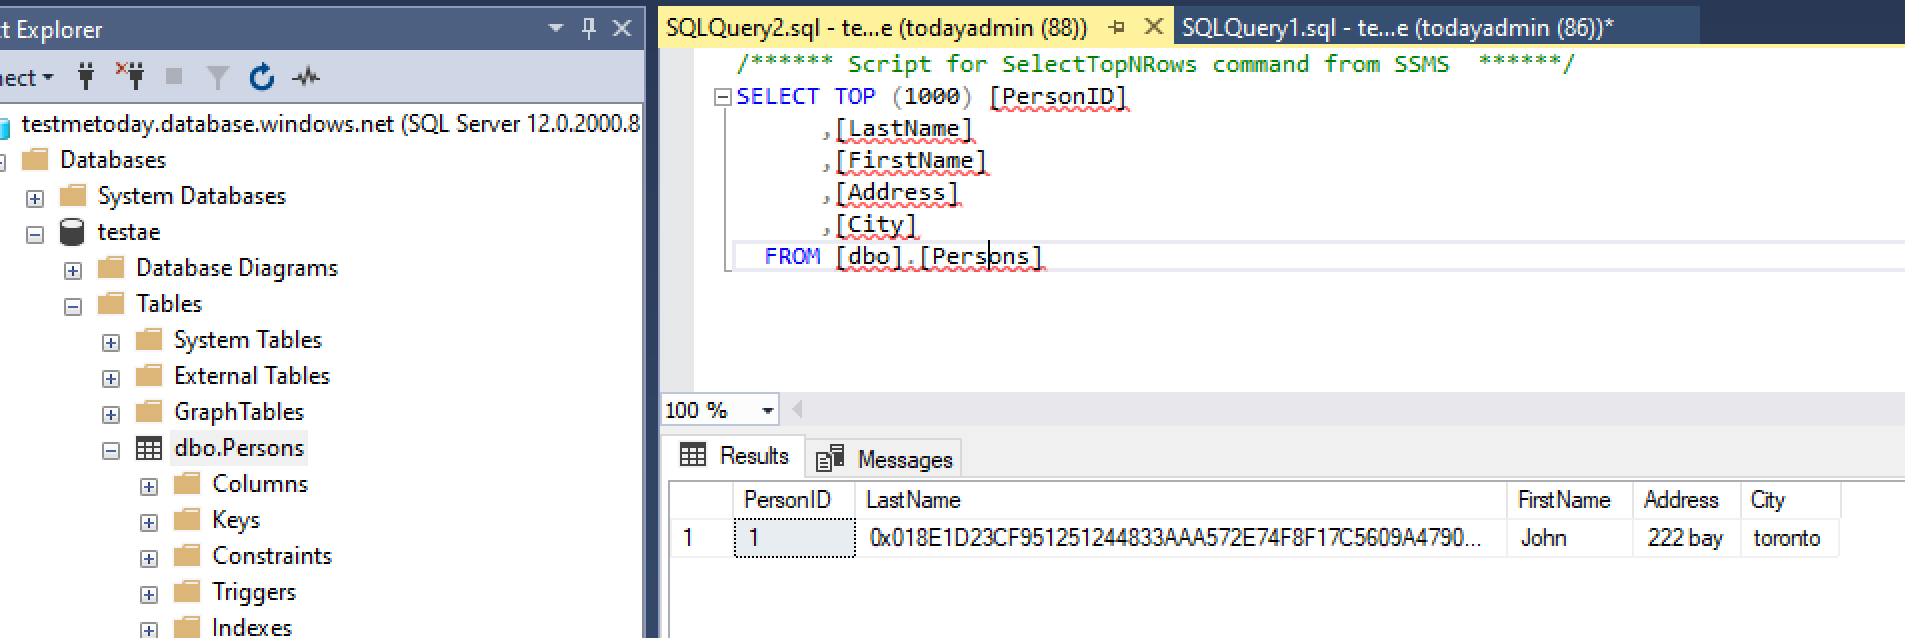 t Explorer
nect
testmetoday.database.windows.net (SQL Server 12.0.2000.8
Databases
System Databases
testae
Database Diagrams
Tables
System Tables
External Tables
GraphTables
dbo.Persons
Columns
Keys
Constraints
Triggers
Indexes
SQLQuery2.sql - te...e (todayadmin (88))
SQLQuery1.sql - te...e (todayadmin (86))*
/****** Script for SelectTopNRows command from SSMS  ******/
SELECT TOP (1000) [PersonID]
,[LastName]
,[FirstName]
,[Address]
,[City]
FROM [dbo].[Persons]
100 %
Results Messages
PersonID LastName FirstName Address City
1 1 0x018E1D23CF951251244833AAA572E74F8F17C5609A4790... John 222 bay toronto